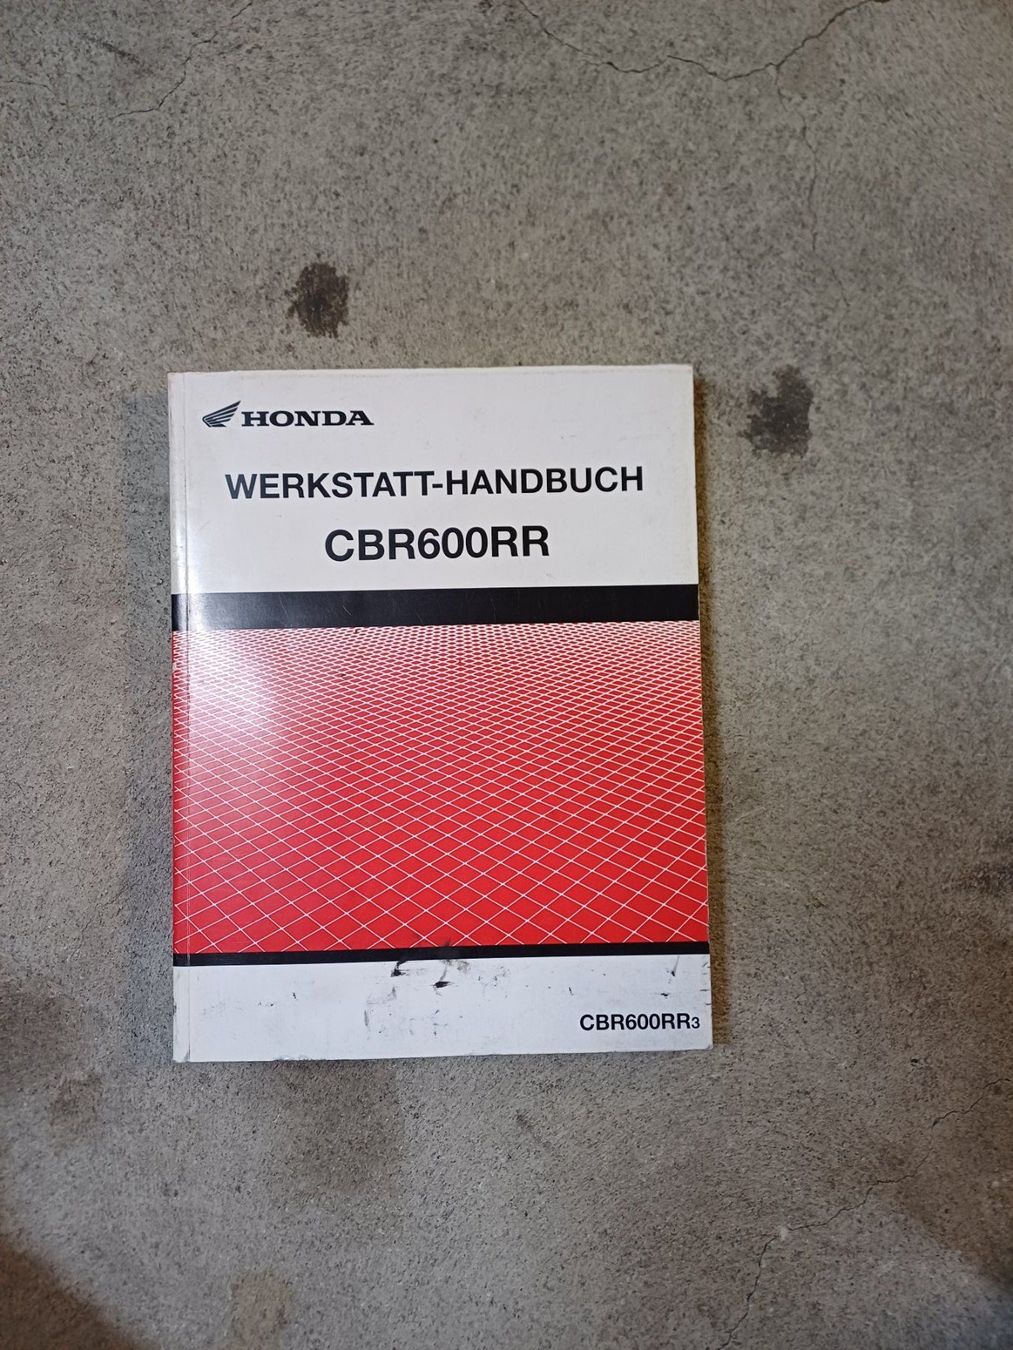 HONDA
WERKSTATT-HANDBUCH
CBR600RR
CBR600RR3